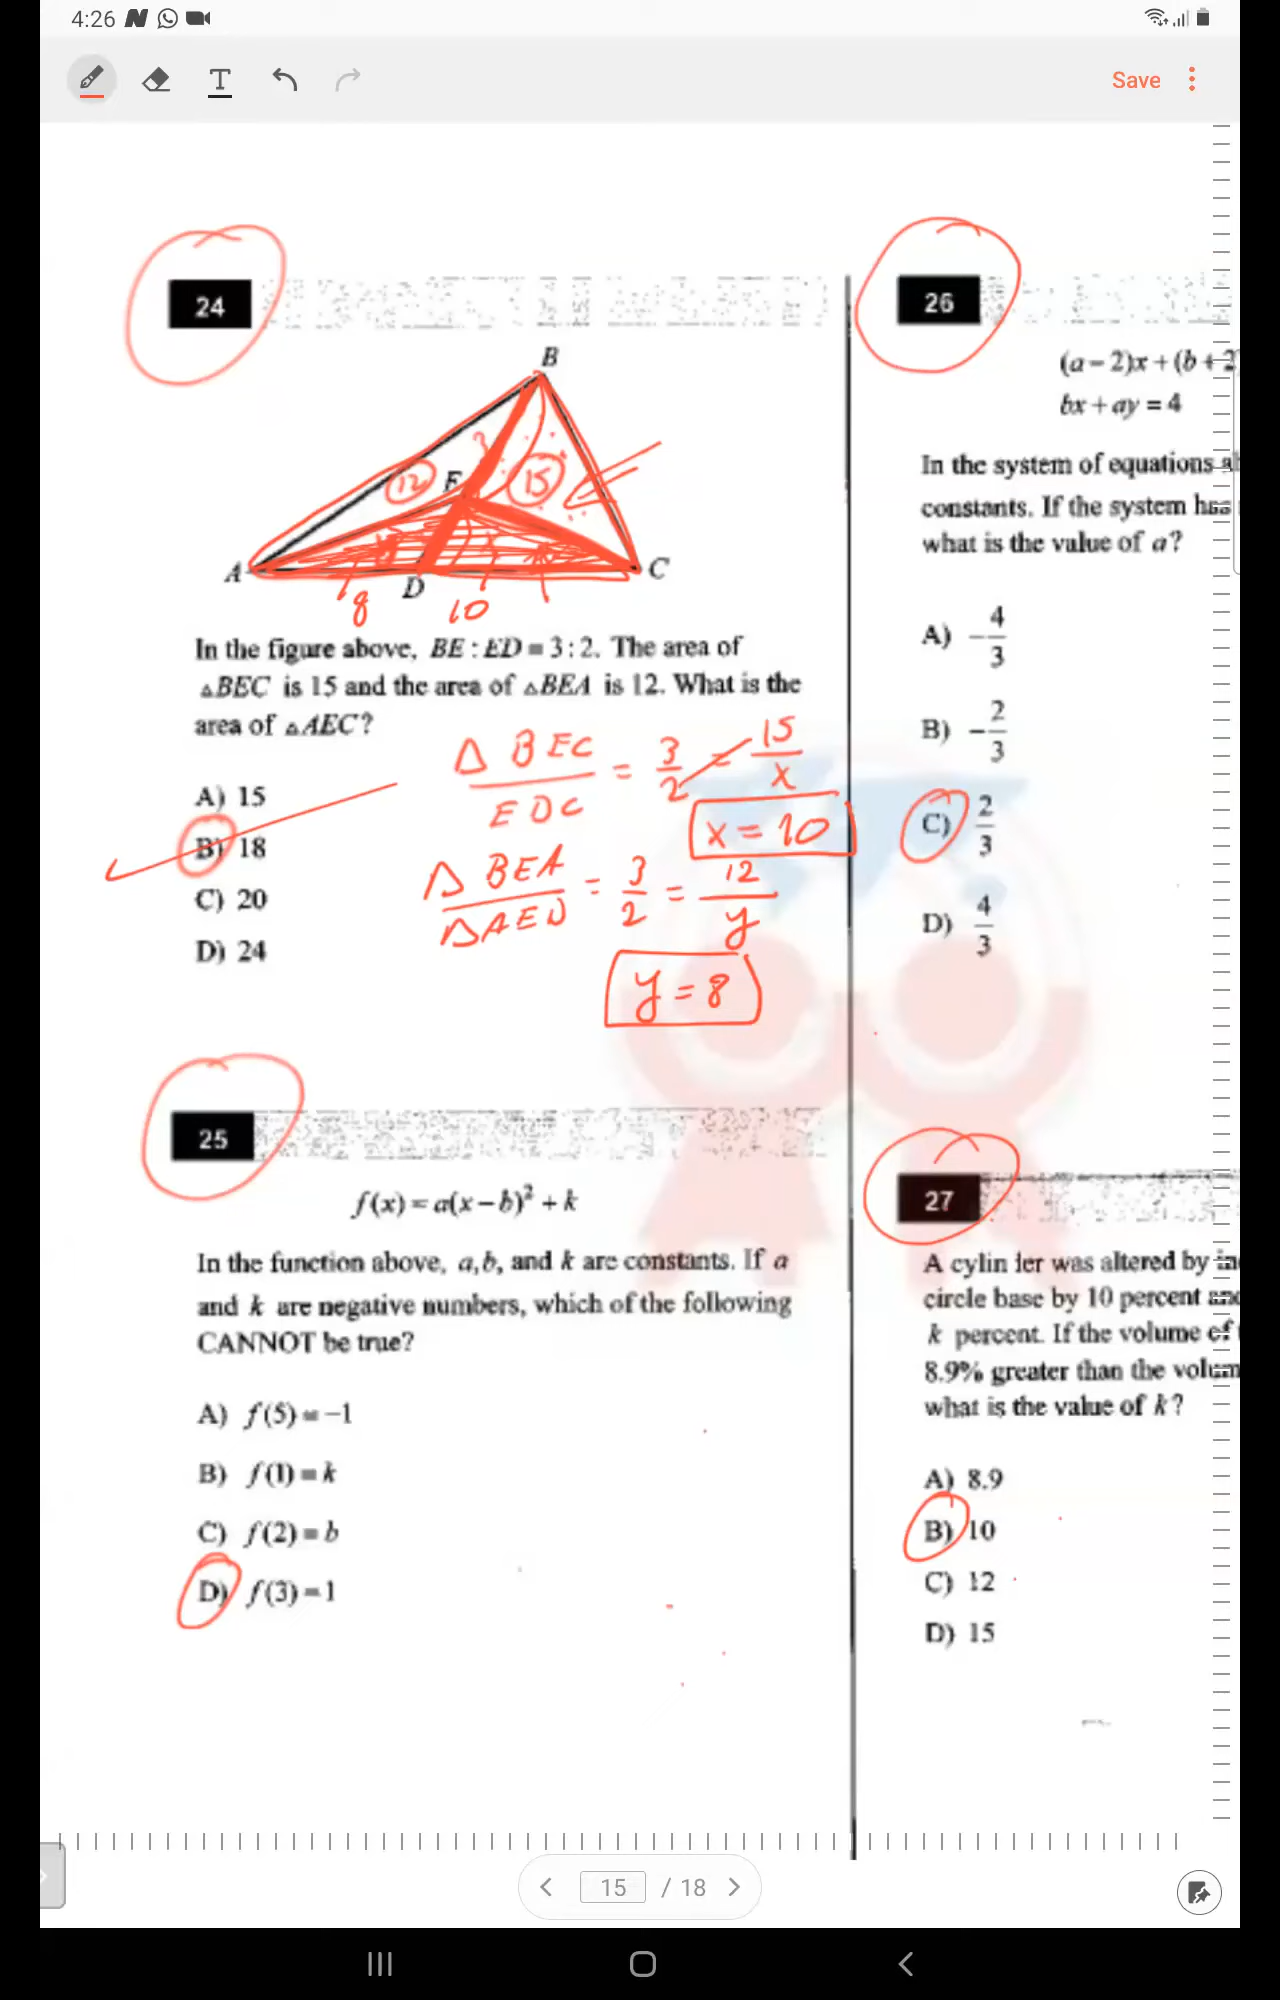 4:26
Save
24
B
12
E
15
A
D
C
8
10
In the figure above, BE : ED = 3 : 2. The area of
△BEC is 15 and the area of △BEA is 12. What is the
area of △AEC?
△ BEC / EDC = 3/2 = 15/x
x = 10
△ BEA / △AED = 3/2 = 12/y
y = 8
A) 15
B) 18
C) 20
D) 24
25
f(x) = a(x − b)² + k
In the function above, a, b, and k are constants. If a
and k are negative numbers, which of the following
CANNOT be true?
A) f(5) = −1
B) f(1) = k
C) f(2) = b
D) f(3) = 1
26
(a − 2)x + (b + 2
bx + ay = 4
In the system of equations
constants. If the system has
what is the value of a?
A) −4/3
B) −2/3
C) 2/3
D) 4/3
27
A cylin er was altered by in
circle base by 10 percent and
k percent. If the volume of
8.9% greater than the volum
what is the value of k?
A) 8.9
B) 10
C) 12
D) 15
15 / 18